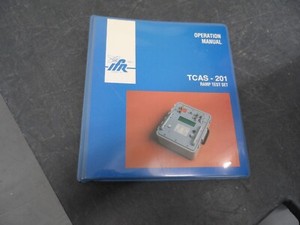 OPERATION
MANUAL
IFR
TCAS - 201
RAMP TEST SET